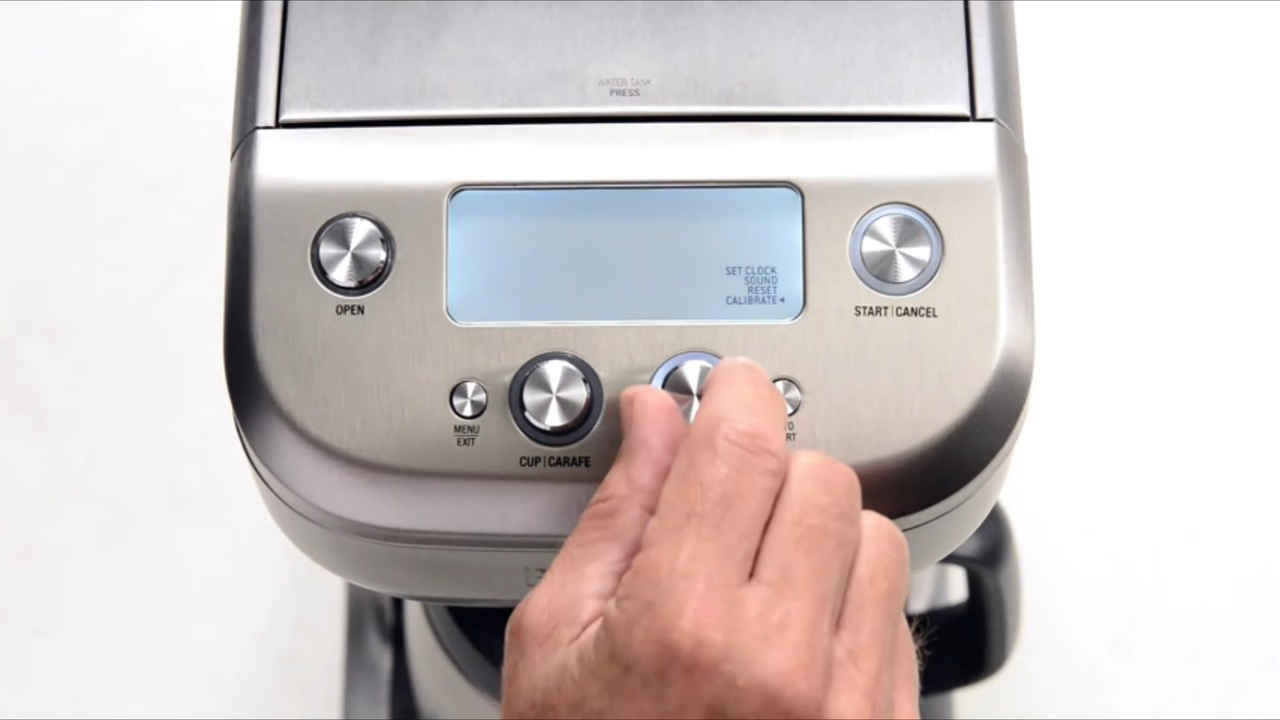 WATER TANK
PRESS
SET CLOCK
SOUND
RESET
CALIBRATE◄
OPEN
START | CANCEL
MENU
EXIT
CUP | CARAFE